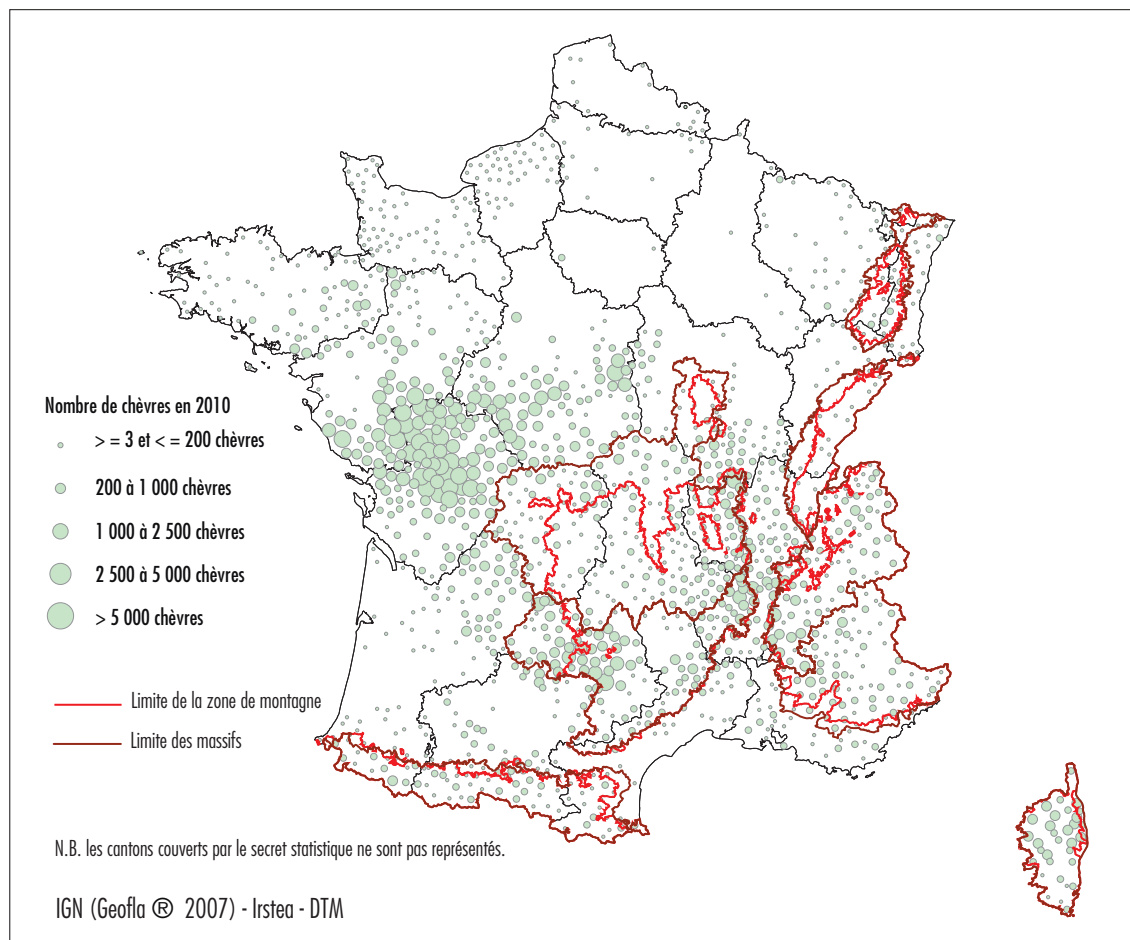 Nombre de chèvres en 2010
> = 3 et < = 200 chèvres
200 à 1 000 chèvres
1 000 à 2 500 chèvres
2 500 à 5 000 chèvres
> 5 000 chèvres
Limite de la zone de montagne
Limite des massifs
N.B. les cantons couverts par le secret statistique ne sont pas représentés.
IGN (Geofla ® 2007) - Irstea - DTM